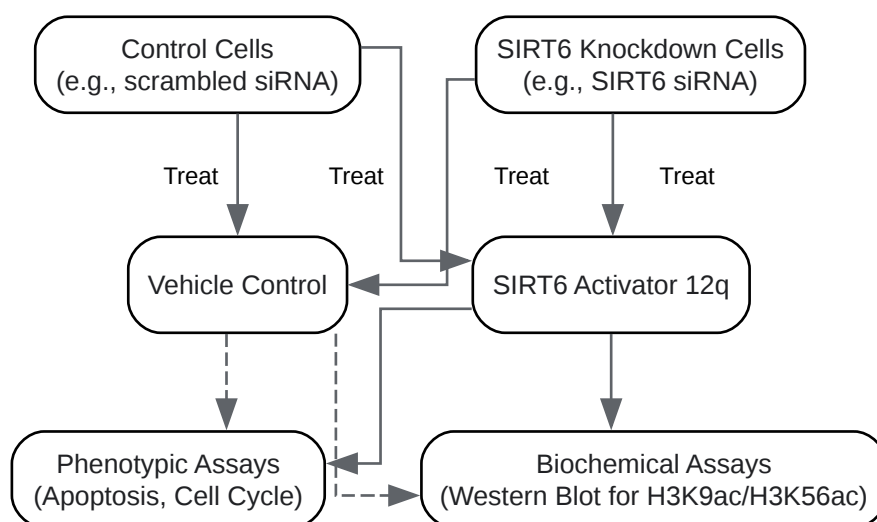 Control Cells
(e.g., scrambled siRNA)
SIRT6 Knockdown Cells
(e.g., SIRT6 siRNA)
Treat
Treat
Treat
Treat
Vehicle Control
SIRT6 Activator 12q
Phenotypic Assays
(Apoptosis, Cell Cycle)
Biochemical Assays
(Western Blot for H3K9ac/H3K56ac)